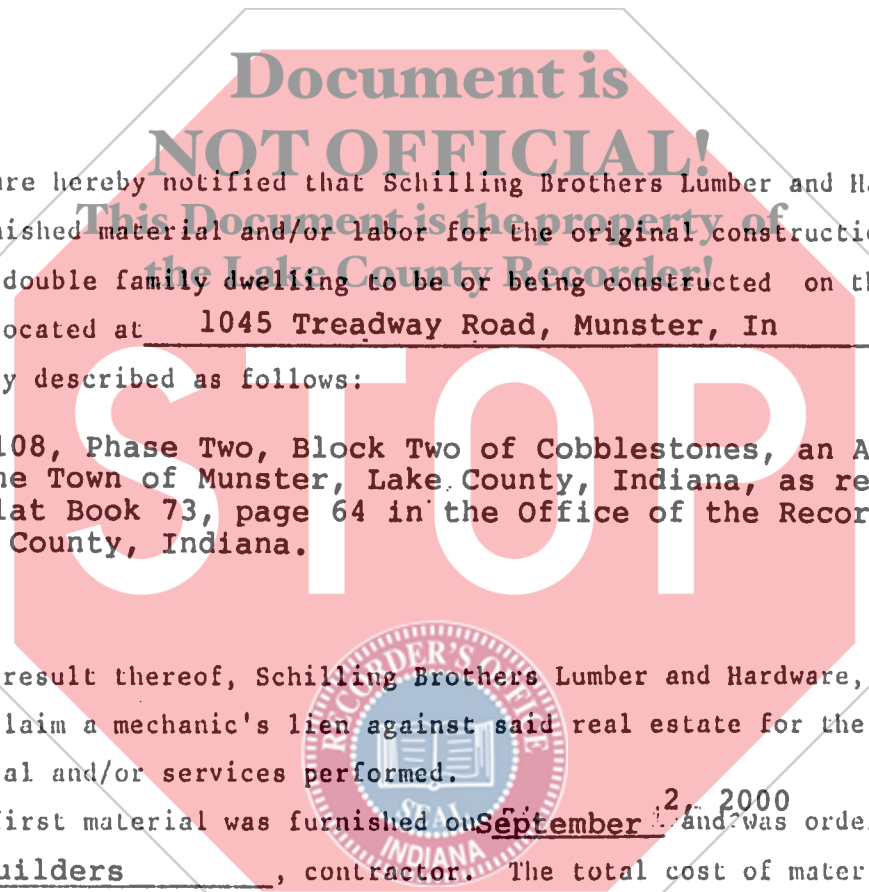 Document is
NOT OFFICIAL!
This Document is the property of
the Lake County Recorder!
STOP
are hereby notified that Schilling Brothers Lumber and Ha
nished material and/or labor for the original constructio
double family dwelling to be or being constructed on th
ocated at 1045 Treadway Road, Munster, In
y described as follows:
108, Phase Two, Block Two of Cobblestones, an A
he Town of Munster, Lake County, Indiana, as re
lat Book 73, page 64 in the Office of the Recor
County, Indiana.
result thereof, Schilling Brothers Lumber and Hardware,
laim a mechanic's lien against said real estate for the
al and/or services performed.
first material was furnished on September 2, 2000 and was orde
uilders, contractor. The total cost of mater
RECORDER'S OFFICE
SEAL
INDIANA